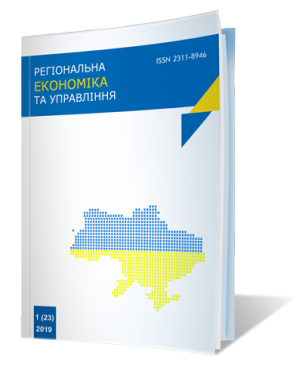 ISSN 2311-8946
РЕГІОНАЛЬНА
ЕКОНОМІКА
ТА УПРАВЛІННЯ
1 (23)
2019